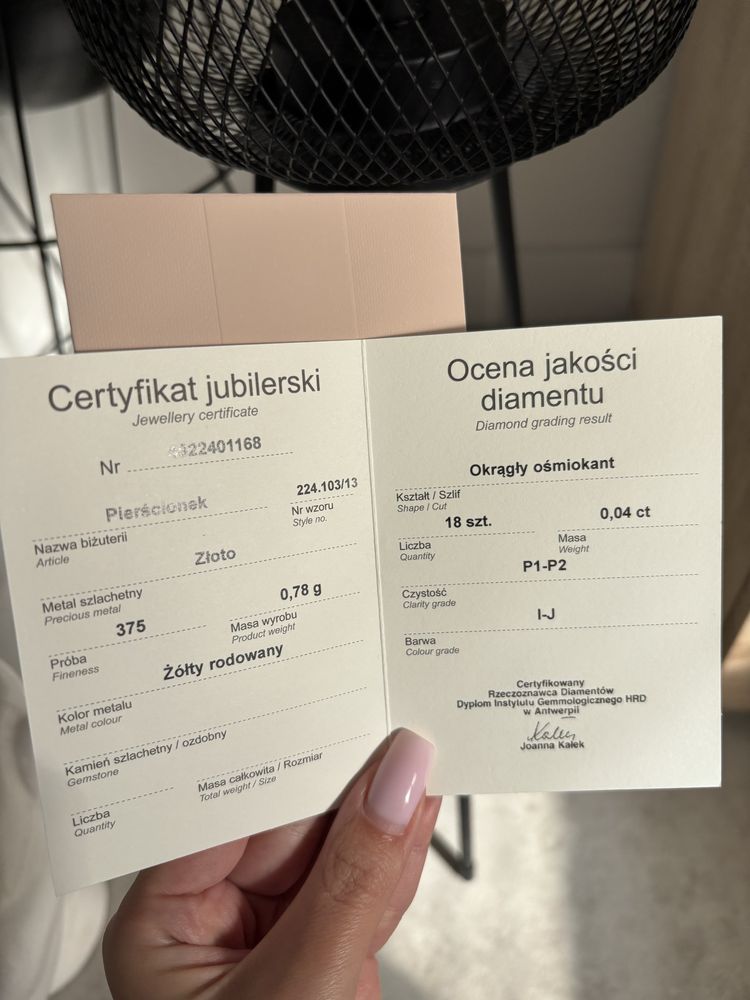 Certyfikat jubilerski
Jewellery certificate
Nr 322401168
Pierścionek
224.103/13
Nazwa biżuterii
Article
Nr wzoru
Style no.
Złoto
Metal szlachetny
Precious metal
375
0,78 g
Próba
Fineness
Masa wyrobu
Product weight
Żółty rodowany
Kolor metalu
Metal colour
Kamień szlachetny / ozdobny
Gemstone
Liczba
Quantity
Masa całkowita / Rozmiar
Total weight / Size
Ocena jakości
diamentu
Diamond grading result
Okrągły ośmiokant
Kształt / Szlif
Shape / Cut
18 szt.
0,04 ct
Liczba
Quantity
Masa
Weight
P1-P2
Czystość
Clarity grade
I-J
Barwa
Colour grade
Certyfikowany
Rzeczoznawca Diamentów
Dyplom Instytutu Gemmologicznego HRD
w Antwerpii
Joanna Kałek